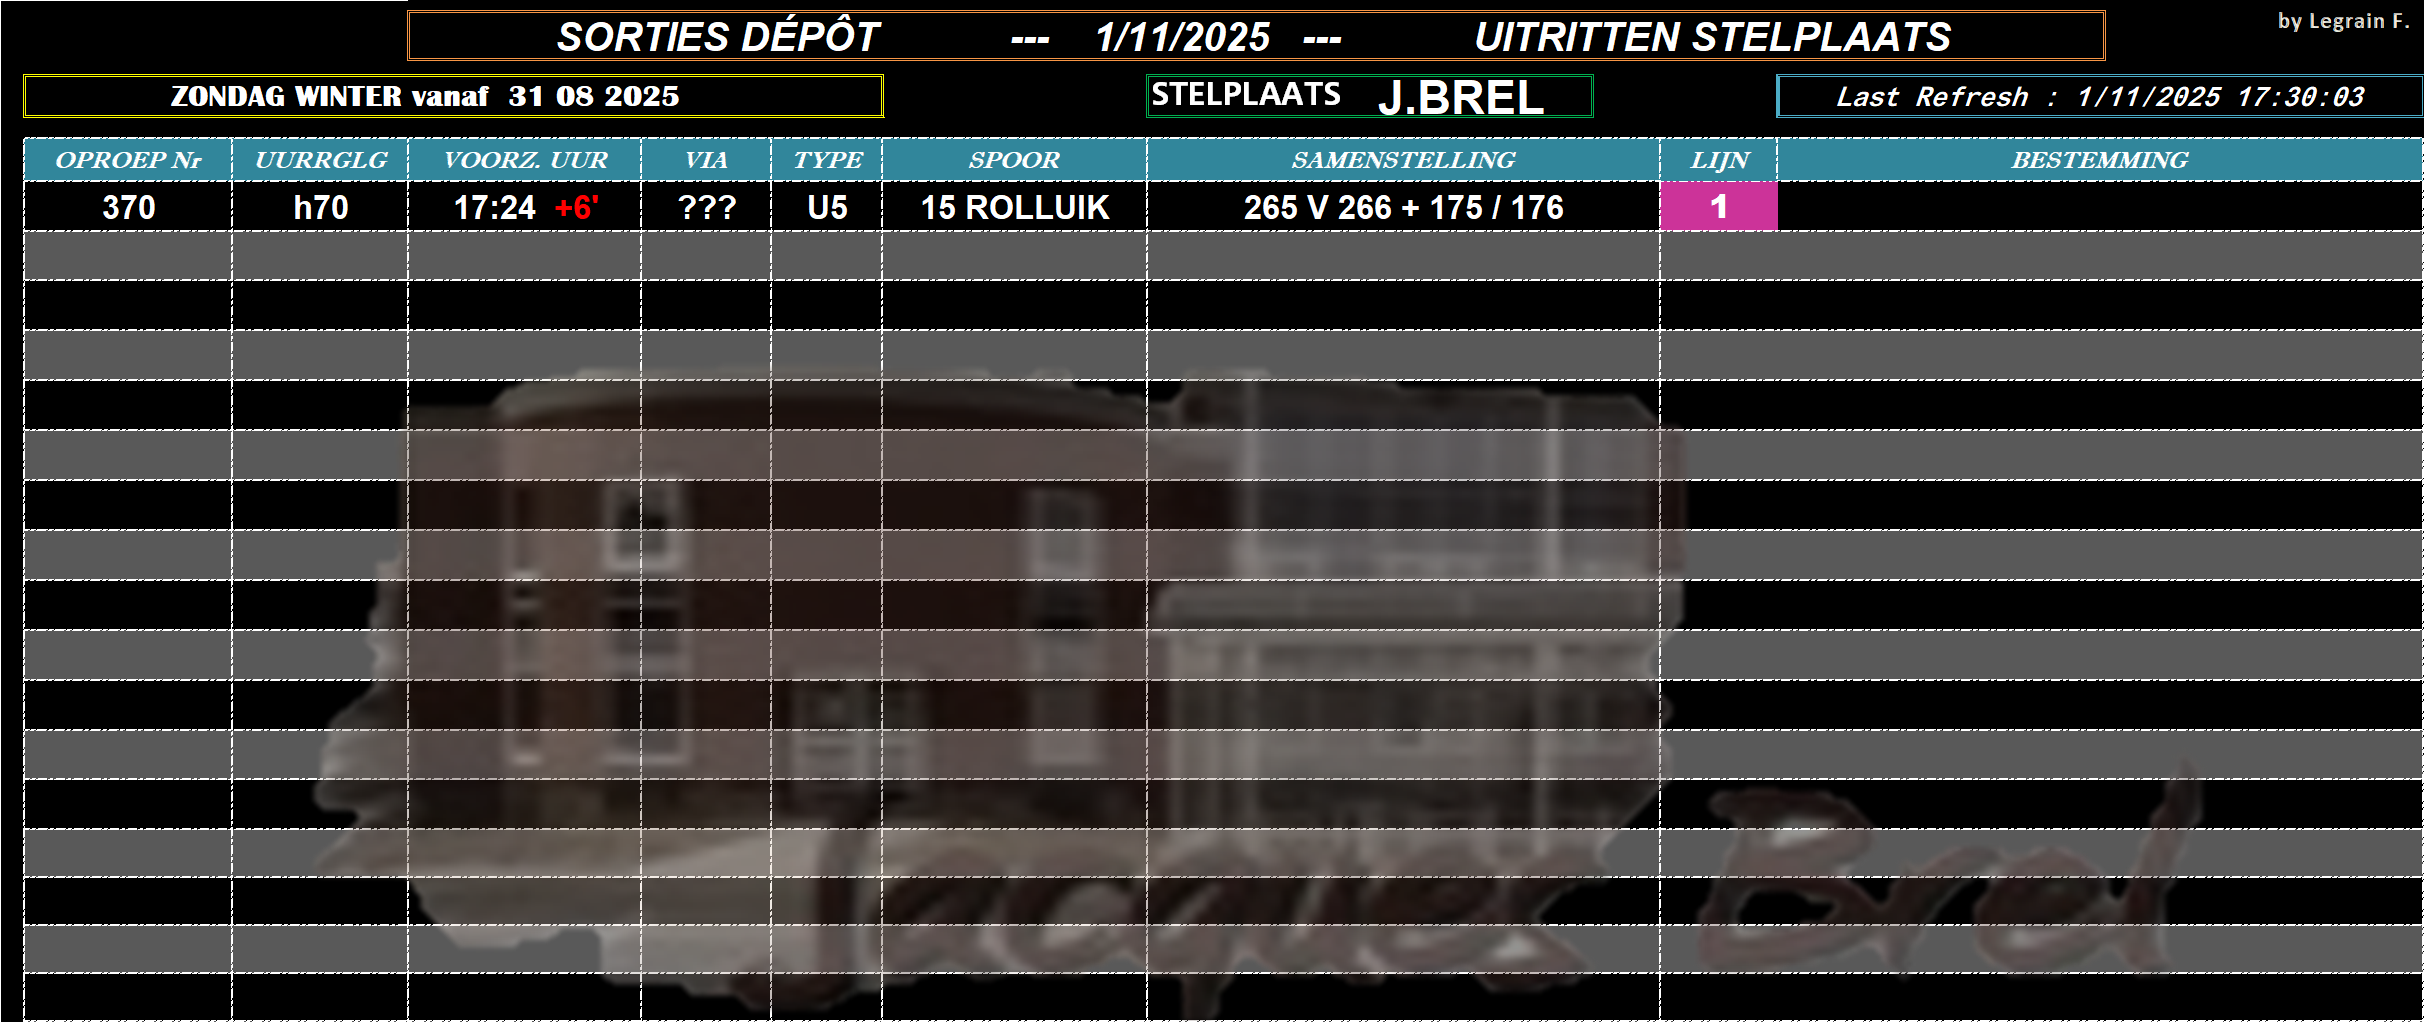 SORTIES DÉPÔT --- 1/11/2025 --- UITRITTEN STELPLAATS
by Legrain F.
ZONDAG WINTER vanaf 31 08 2025
STELPLAATS J.BREL
Last Refresh : 1/11/2025 17:30:03
OPROEP Nr UURRGLG VOORZ. UUR VIA TYPE SPOOR SAMENSTELLING LIJN BESTEMMING
370 h70 17:24 +6' ??? U5 15 ROLLUIK 265 V 266 + 175 / 176 1
Jacques Brel